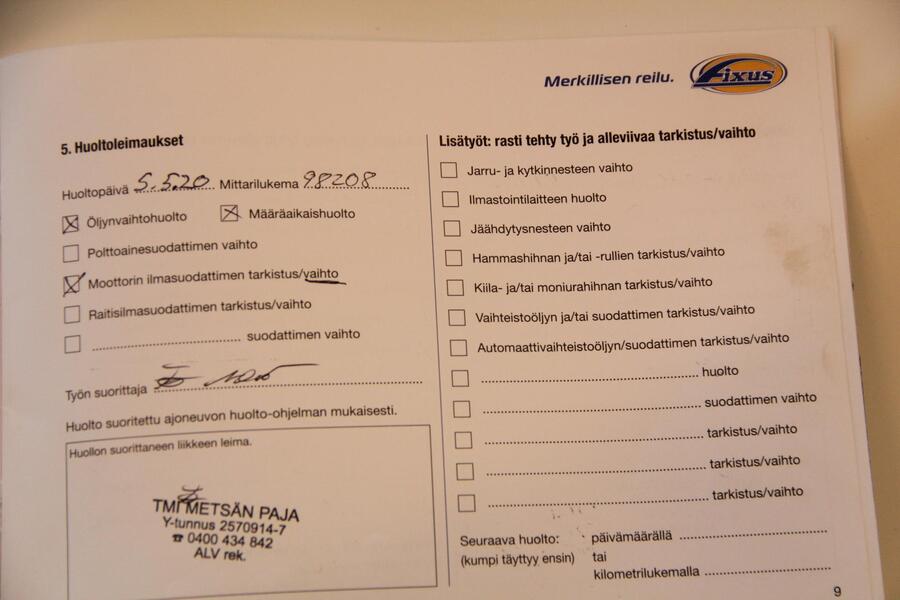 Merkillisen reilu. Fixus
5. Huoltoleimaukset
Huoltopäivä 5.5.20 Mittarilukema 98208
Öljynvaihtohuolto Määräaikaishuolto
Polttoainesuodattimen vaihto
Moottorin ilmasuodattimen tarkistus/vaihto
Raitisilmasuodattimen tarkistus/vaihto
suodattimen vaihto
Työn suorittaja
Huolto suoritettu ajoneuvon huolto-ohjelman mukaisesti.
Huollon suorittaneen liikkeen leima.
TMI METSÄN PAJA
Y-tunnus 2570914-7
☎ 0400 434 842
ALV rek.
Lisätyöt: rasti tehty työ ja alleviivaa tarkistus/vaihto
Jarru- ja kytkinnesteen vaihto
Ilmastointilaitteen huolto
Jäähdytysnesteen vaihto
Hammashihnan ja/tai -rullien tarkistus/vaihto
Kiila- ja/tai moniurahihnan tarkistus/vaihto
Vaihteistoöljyn ja/tai suodattimen tarkistus/vaihto
Automaattivaihteistoöljyn/suodattimen tarkistus/vaihto
huolto
suodattimen vaihto
tarkistus/vaihto
tarkistus/vaihto
tarkistus/vaihto
Seuraava huolto: päivämäärällä
(kumpi täyttyy ensin) tai
kilometrilukemalla
9